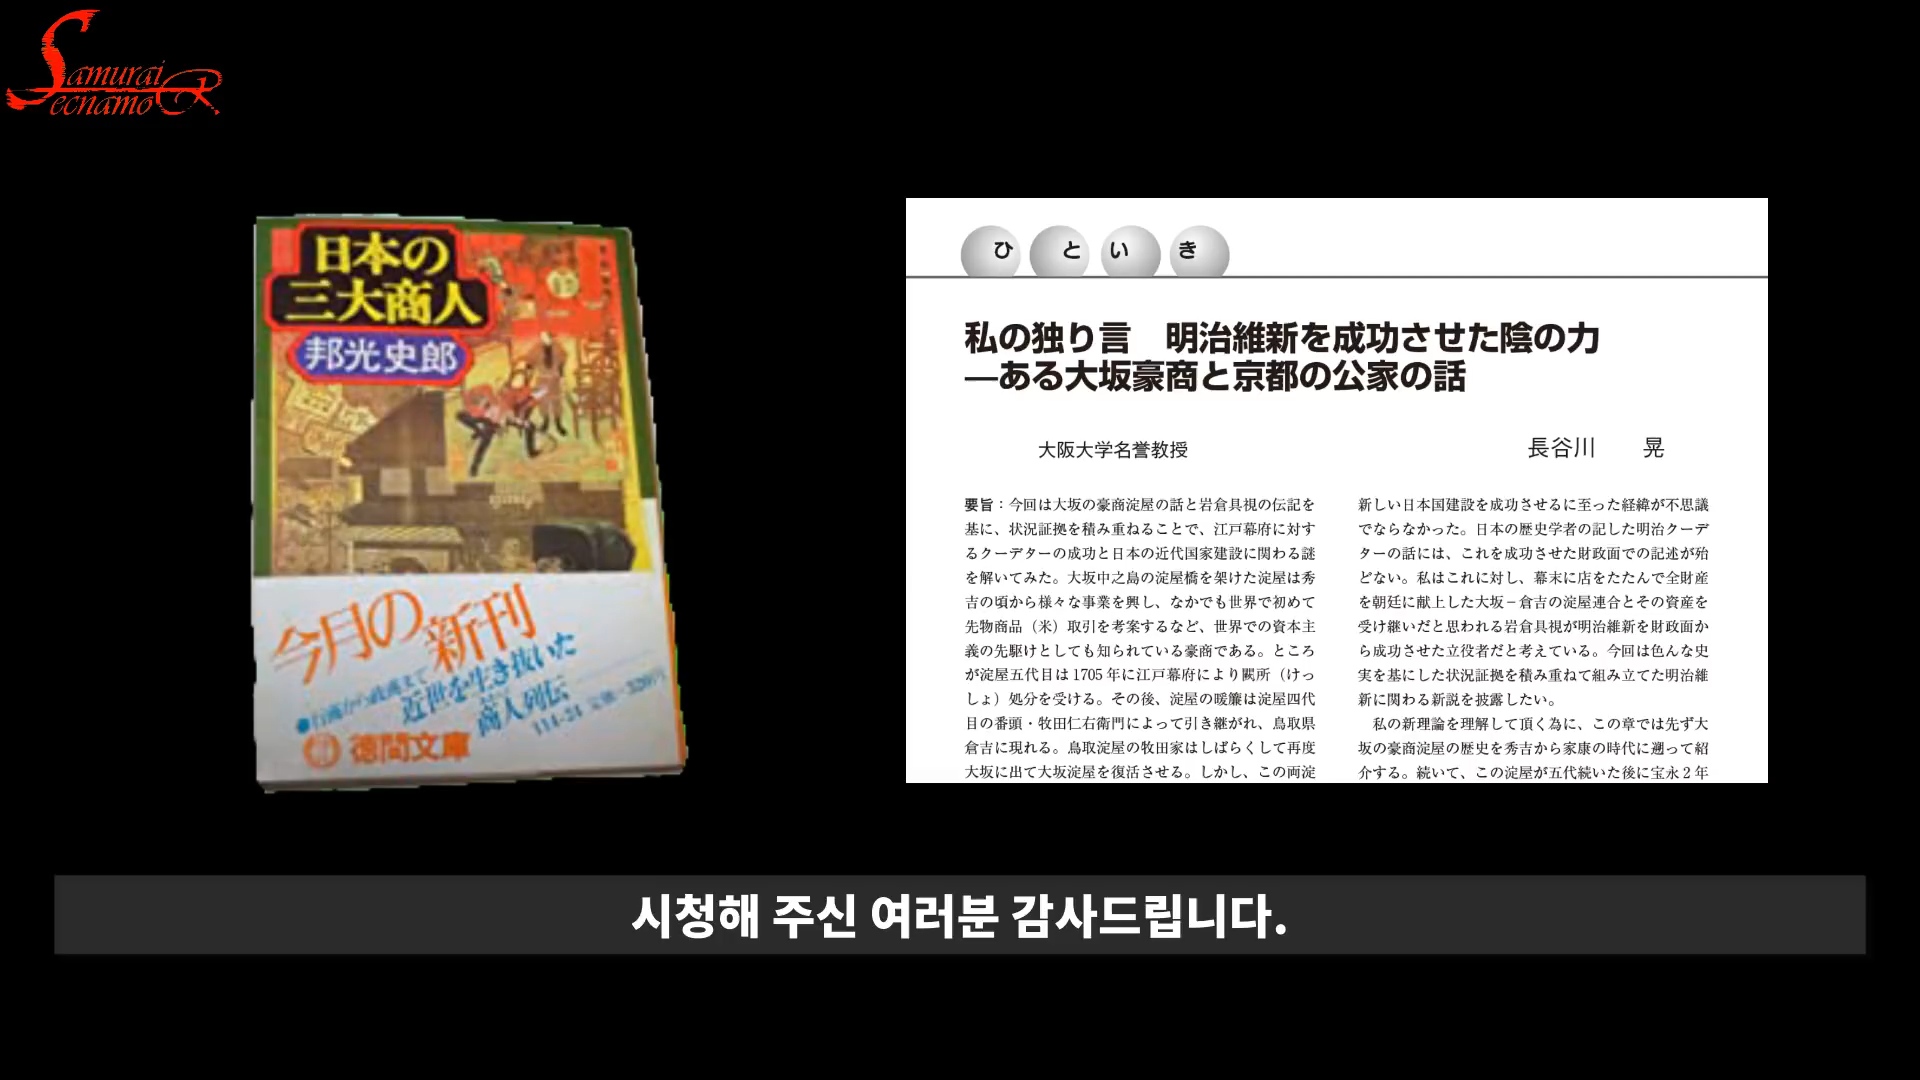 Samurai
SecnamoR
日本の
三大商人
邦光史郎
今月の新刊
近世を生き抜いた
商人列伝
114-24
徳間文庫
ひといき
私の独り言 明治維新を成功させた陰の力
―ある大坂豪商と京都の公家の話
大阪大学名誉教授
長谷川 晃
要旨：今回は大坂の豪商淀屋の話と岩倉具視の伝記を
基に、状況証拠を積み重ねることで、江戸幕府に対す
るクーデターの成功と日本の近代国家建設に関わる謎
を解いてみた。大坂中之島の淀屋橋を架けた淀屋は秀
吉の頃から様々な事業を興し、なかでも世界で初めて
先物商品（米）取引を考案するなど、世界での資本主
義の先駆けとしても知られている豪商である。ところ
が淀屋五代目は1705年に江戸幕府により闕所（けっ
しょ）処分を受ける。その後、淀屋の暖簾は淀屋四代
目の番頭・牧田仁右衛門によって引き継がれ、鳥取県
倉吉に現れる。鳥取淀屋の牧田家はしばらくして再度
大坂に出て大坂淀屋を復活させる。しかし、この両淀
新しい日本国建設を成功させるに至った経緯が不思議
でならなかった。日本の歴史学者の記した明治クーデ
ターの話には、これを成功させた財政面での記述が殆
どない。私はこれに対し、幕末に店をたたんで全財産
を朝廷に献上した大坂－倉吉の淀屋連合とその資産を
受け継いだと思われる岩倉具視が明治維新を財政面か
ら成功させた立役者だと考えている。今回は色んな史
実を基にした状況証拠を積み重ねて組み立てた明治維
新に関わる新説を披露したい。
私の新理論を理解して頂く為に、この章では先ず大
坂の豪商淀屋の歴史を秀吉から家康の時代に遡って紹
介する。続いて、この淀屋が五代続いた後に宝永２年
시청해 주신 여러분 감사드립니다.